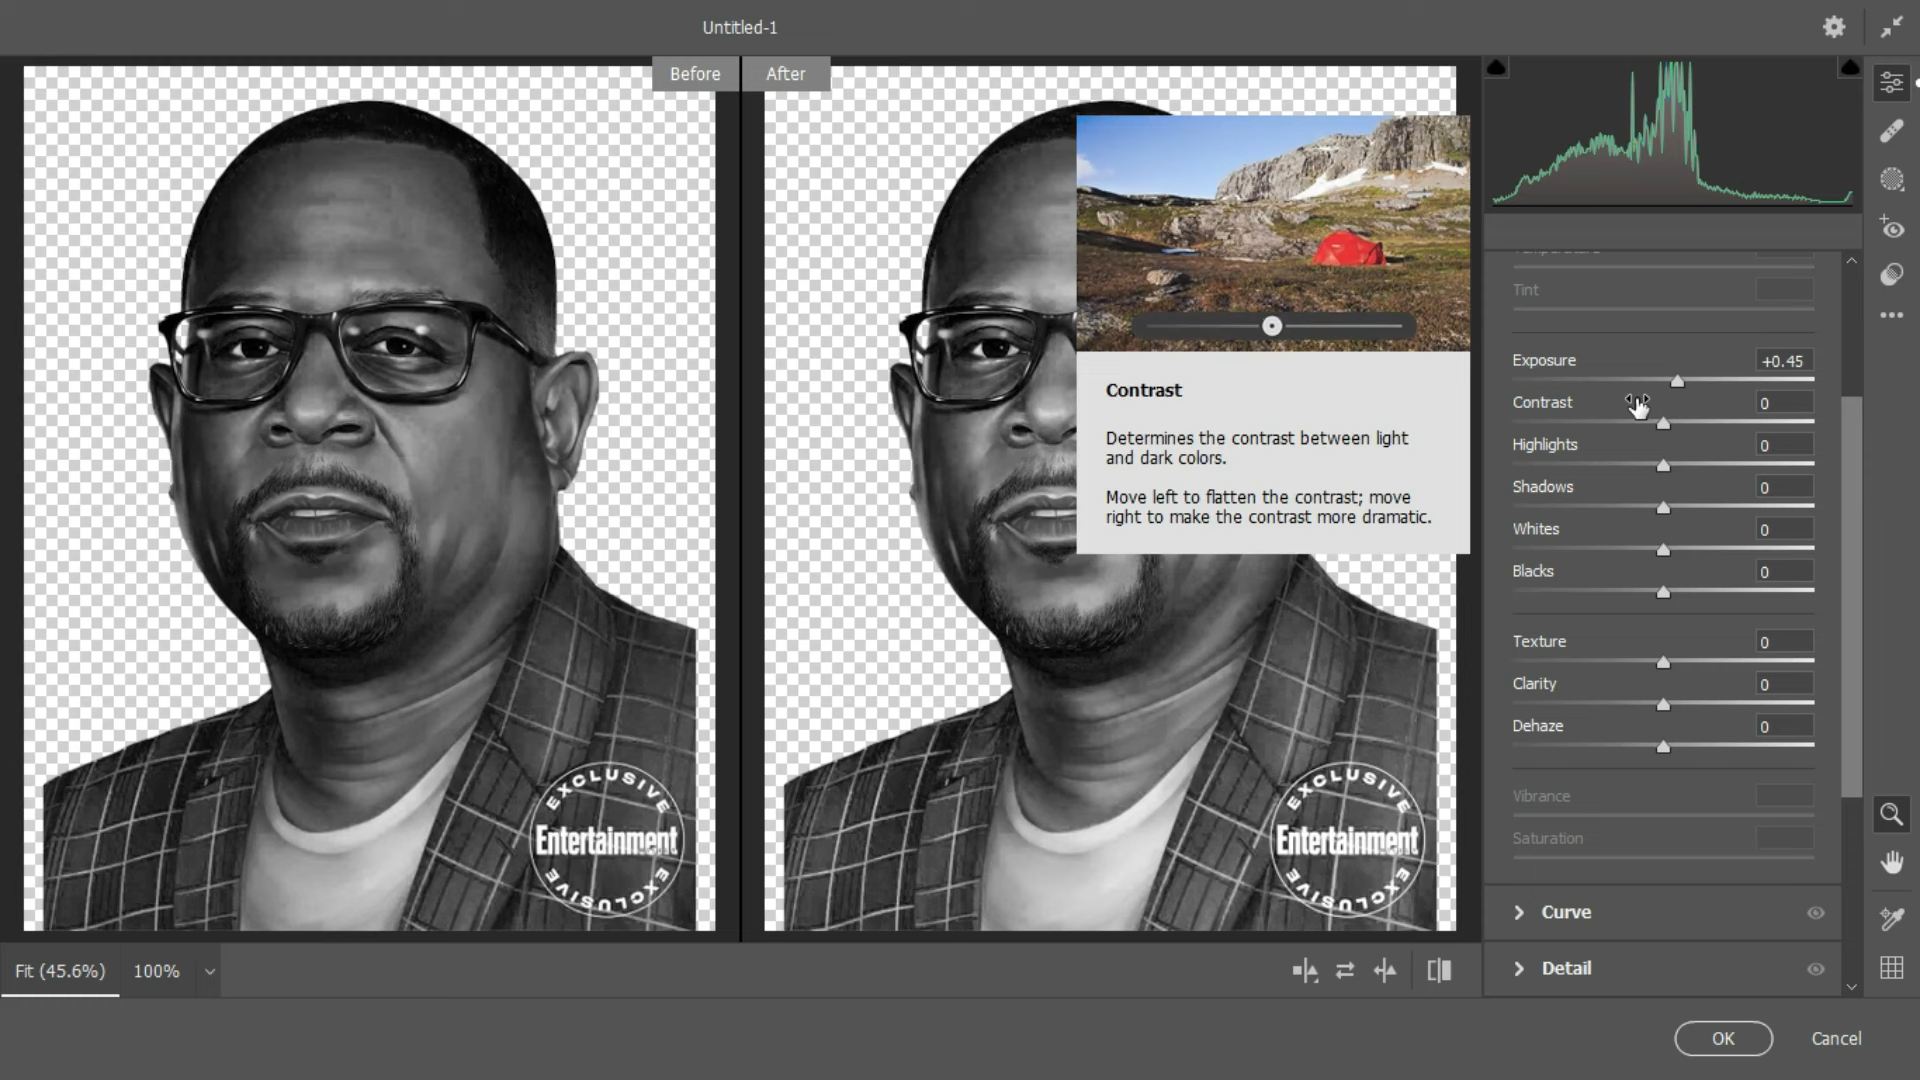 Untitled-1
Before
After
Contrast
Determines the contrast between light
and dark colors.
Move left to flatten the contrast; move
right to make the contrast more dramatic.
EXCLUSIVE
Entertainment
EXCLUSIVE
EXCLUSIVE
Entertainment
EXCLUSIVE
Fit (45.6%)
100%
Temperature
Tint
Exposure +0.45
Contrast 0
Highlights 0
Shadows 0
Whites 0
Blacks 0
Texture 0
Clarity 0
Dehaze 0
Vibrance
Saturation
Curve
Detail
OK
Cancel